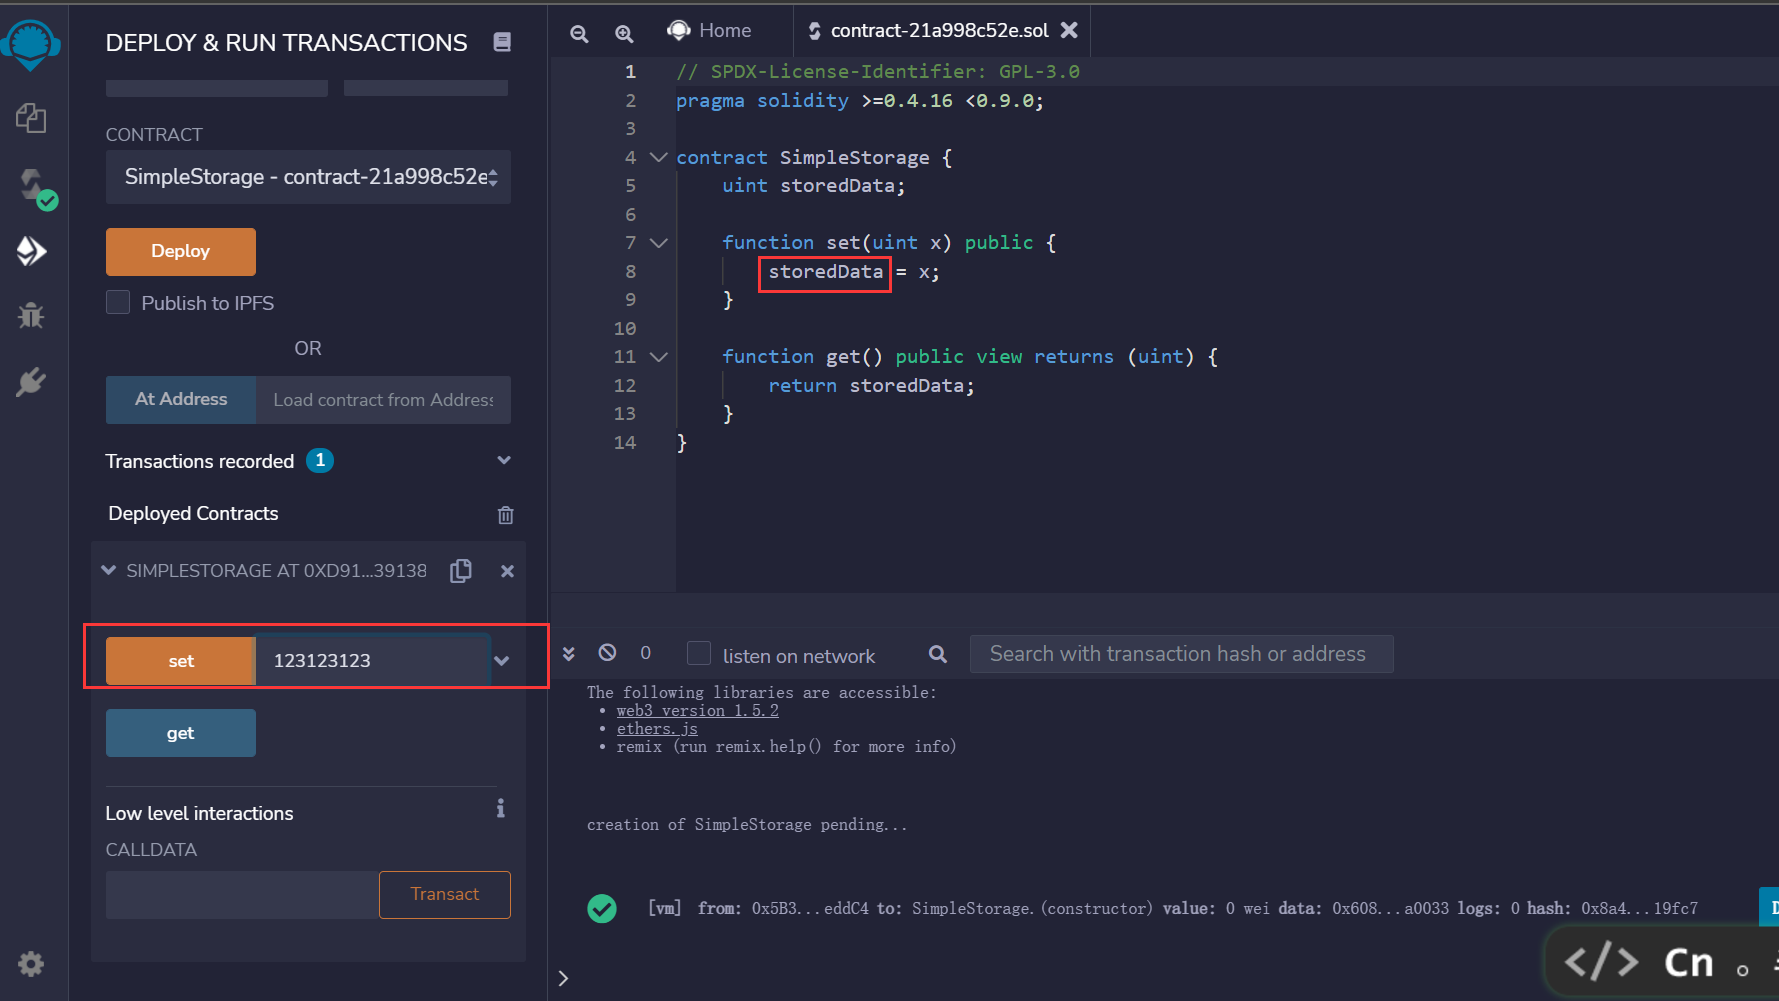 DEPLOY & RUN TRANSACTIONS
CONTRACT
SimpleStorage - contract-21a998c52e
Deploy
Publish to IPFS
OR
At Address
Load contract from Address
Transactions recorded 1
Deployed Contracts
SIMPLESTORAGE AT 0XD91...39138
set
123123123
get
Low level interactions
i
CALLDATA
Transact
Home
contract-21a998c52e.sol
1 // SPDX-License-Identifier: GPL-3.0
2 pragma solidity >=0.4.16 <0.9.0;
3
4 contract SimpleStorage {
5 uint storedData;
6
7 function set(uint x) public {
8 storedData = x;
9 }
10
11 function get() public view returns (uint) {
12 return storedData;
13 }
14 }
0
listen on network
Search with transaction hash or address
The following libraries are accessible:
• web3 version 1.5.2
• ethers.js
• remix (run remix.help() for more info)
creation of SimpleStorage pending...
[vm] from: 0x5B3...eddC4 to: SimpleStorage.(constructor) value: 0 wei data: 0x608...a0033 logs: 0 hash: 0x8a4...19fc7
>
</> Cn 。